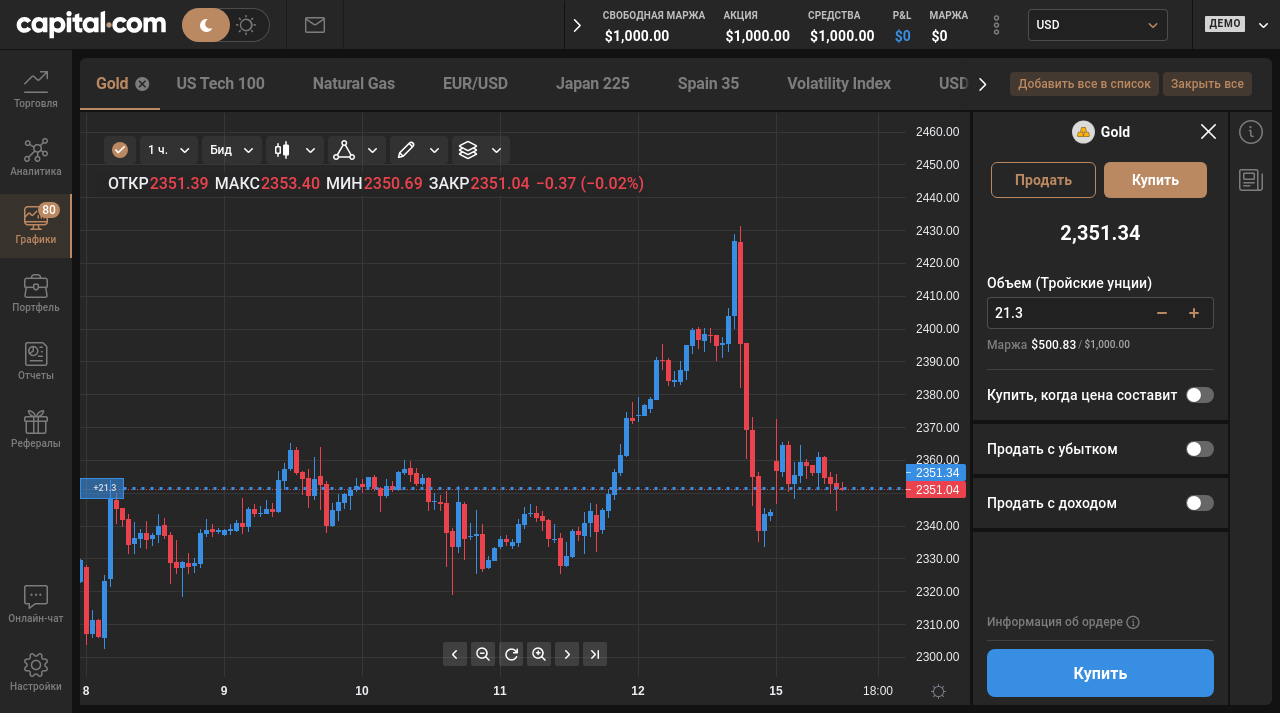 capital.com
СВОБОДНАЯ МАРЖА
$1,000.00
АКЦИЯ
$1,000.00
СРЕДСТВА
$1,000.00
P&L
$0
МАРЖА
$0
USD
ДЕМО
Торговля
Аналитика
80
Графики
Портфель
Отчеты
Рефералы
Онлайн-чат
Настройки
Gold
US Tech 100
Natural Gas
EUR/USD
Japan 225
Spain 35
Volatility Index
USD
Добавить все в список
Закрыть все
1 ч.
Бид
ОТКР2351.39 МАКС2353.40 МИН2350.69 ЗАКР2351.04 −0.37 (−0.02%)
+21.3
2460.00
2450.00
2440.00
2430.00
2420.00
2410.00
2400.00
2390.00
2380.00
2370.00
2360.00
2351.34
2351.04
2340.00
2330.00
2320.00
2310.00
2300.00
8
9
10
11
12
15
18:00
Gold
Продать
Купить
2,351.34
Объем (Тройские унции)
21.3
Маржа $500.83 / $1,000.00
Купить, когда цена составит
Продать с убытком
Продать с доходом
Информация об ордере
Купить